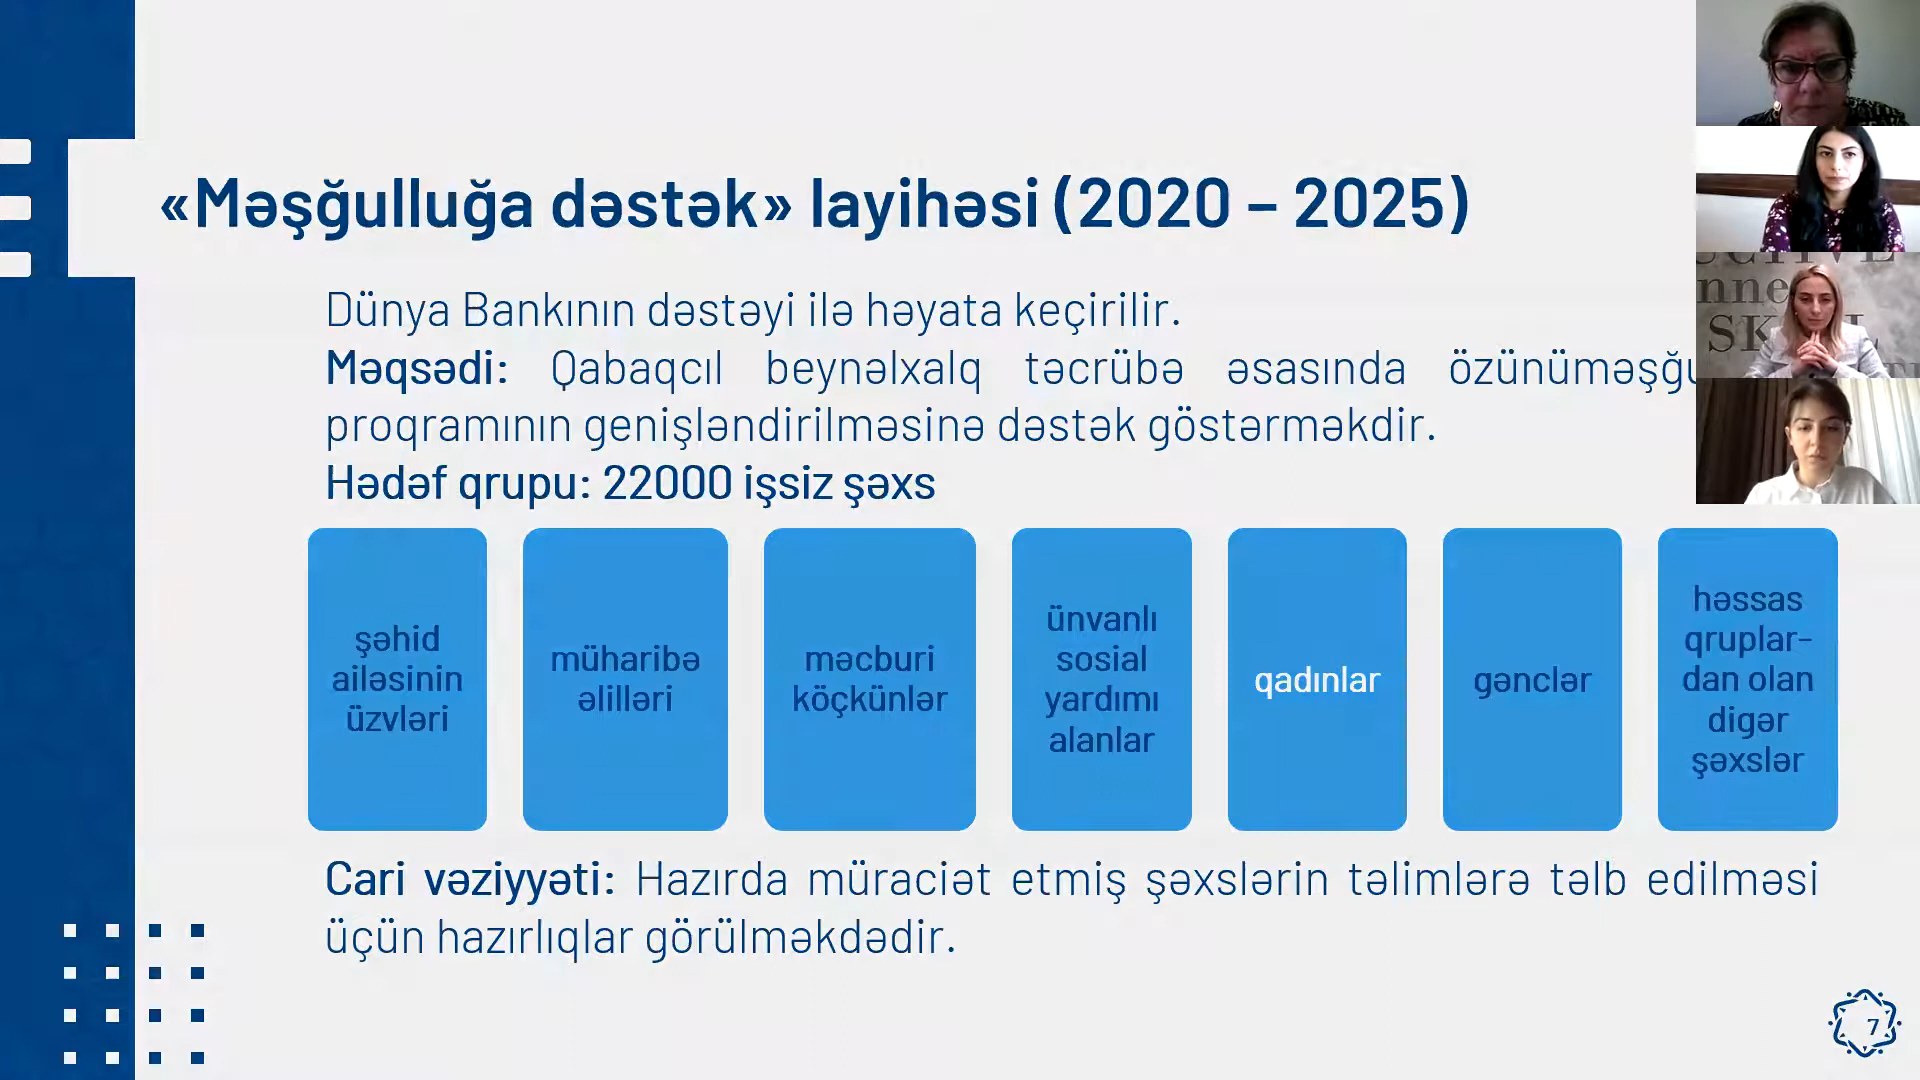 «Məşğulluğa dəstək» layihəsi (2020 – 2025)
Dünya Bankının dəstəyi ilə həyata keçirilir.
Məqsədi: Qabaqcıl beynəlxalq təcrübə əsasında
proqramının genişləndirilməsinə dəstək göstərməkdir.
Hədəf qrupu: 22000 işsiz şəxs
şəhid
ailəsinin
üzvləri
müharibə
əlilləri
məcburi
köçkünlər
ünvanlı
sosial
yardımı
alanlar
qadınlar
gənclər
həssas
qruplar-
dan olan
digər
şəxslər
Cari vəziyyəti: Hazırda müraciət etmiş şəxslərin təlimlərə təlb edilməsi
üçün hazırlıqlar görülməkdədir.
7